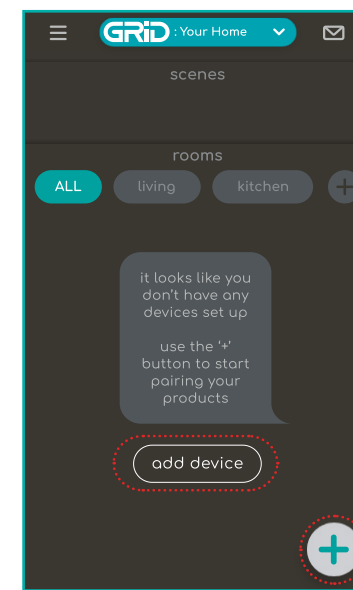 GRiD : Your Home
scenes
rooms
ALL living kitchen +
it looks like you
don't have any
devices set up
use the '+'
button to start
pairing your
products
add device
+